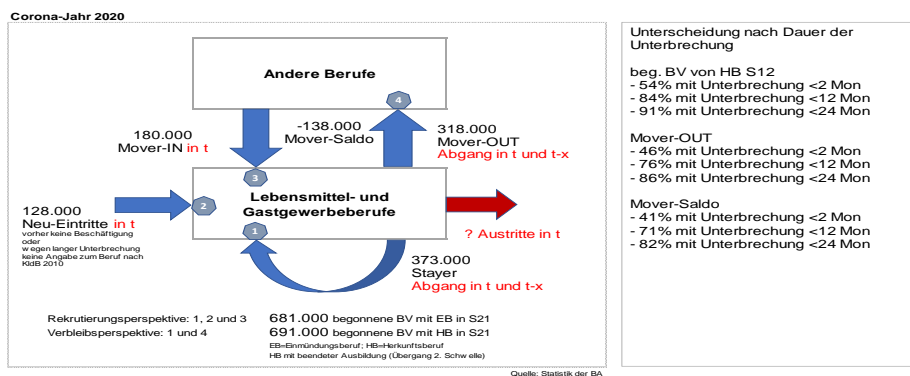 Corona-Jahr 2020
Andere Berufe
4
180.000
Mover-IN in t
-138.000
Mover-Saldo
318.000
Mover-OUT
Abgang in t und t-x
3
Lebensmittel- und
Gastgewerbeberufe
2
1
128.000
Neu-Eintritte in t
vorher keine Beschäftigung
oder
wegen langer Unterbrechung
keine Angabe zum Beruf nach
KldB 2010
? Austritte in t
373.000
Stayer
Abgang in t und t-x
Rekrutierungsperspektive: 1, 2 und 3
681.000 begonnene BV mit EB in S21
Verbleibsperspektive: 1 und 4
691.000 begonnene BV mit HB in S21
EB=Einmündungsberuf; HB=Herkunftsberuf
HB mit beendeter Ausbildung (Übergang 2. Schwelle)
Quelle: Statistik der BA
Unterscheidung nach Dauer der
Unterbrechung
beg. BV von HB S12
- 54% mit Unterbrechung <2 Mon
- 84% mit Unterbrechung <12 Mon
- 91% mit Unterbrechung <24 Mon
Mover-OUT
- 46% mit Unterbrechung <2 Mon
- 76% mit Unterbrechung <12 Mon
- 86% mit Unterbrechung <24 Mon
Mover-Saldo
- 41% mit Unterbrechung <2 Mon
- 71% mit Unterbrechung <12 Mon
- 82% mit Unterbrechung <24 Mon